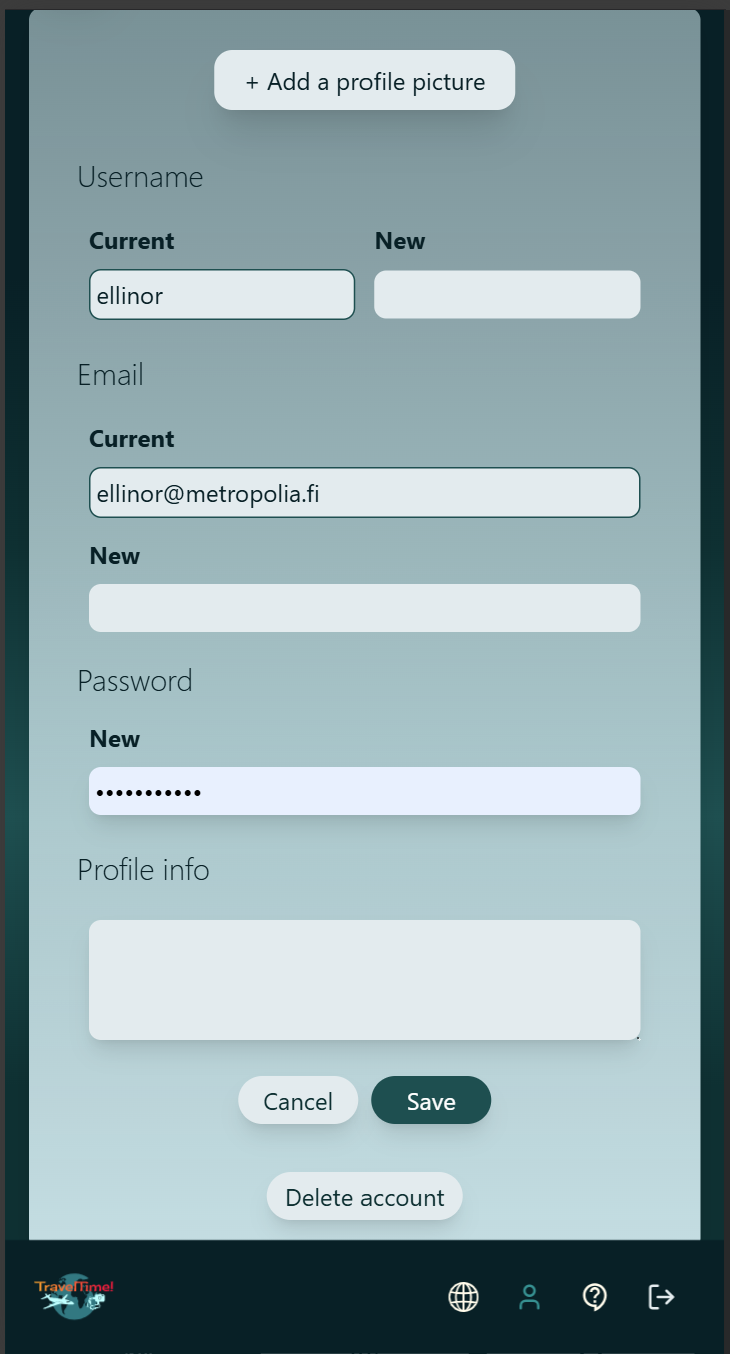 + Add a profile picture
Username
Current New
ellinor
Email
Current
ellinor@metropolia.fi
New
Password
New
•••••••••••
Profile info
Cancel Save
Delete account
TravelTime!